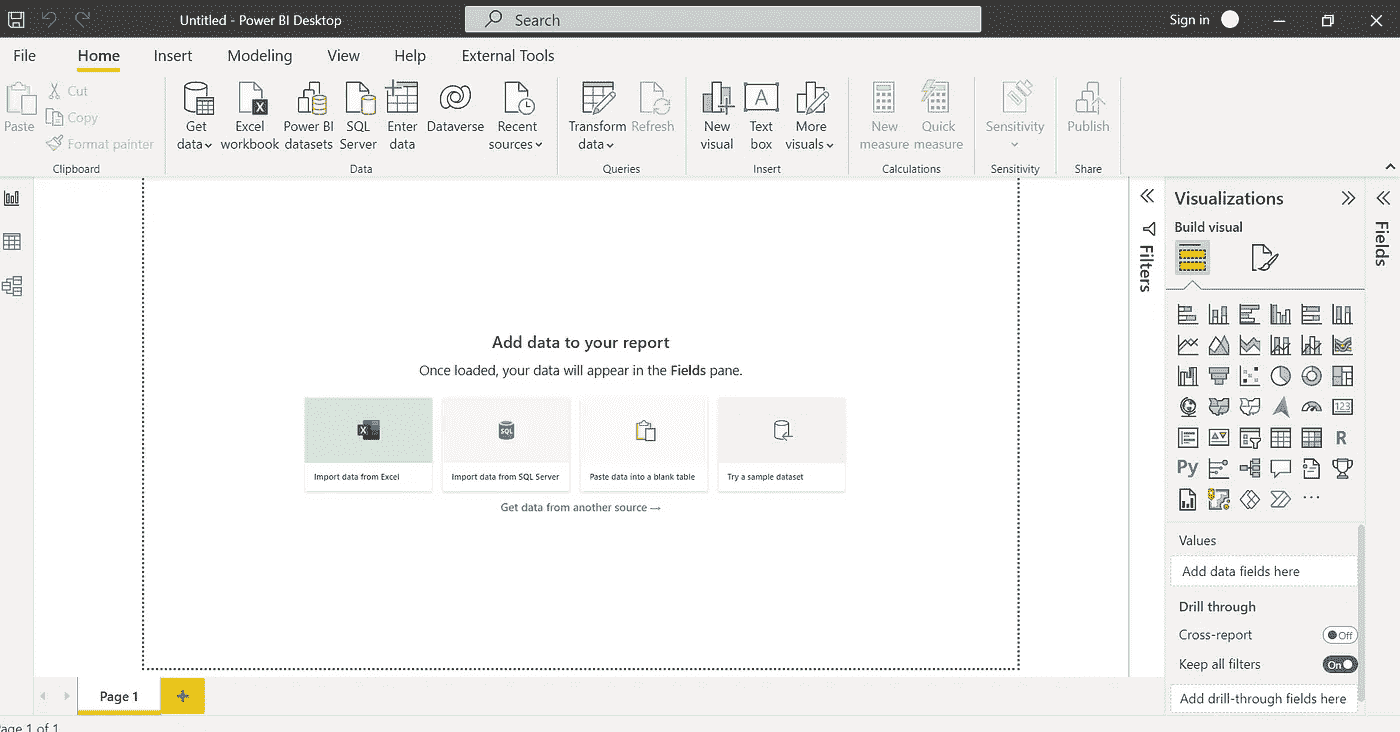 Untitled - Power BI Desktop
Search
Sign in
File Home Insert Modeling View Help External Tools
Paste
Cut
Copy
Format painter
Clipboard
Get data
Excel workbook
Power BI datasets
SQL Server
Enter data
Dataverse
Recent sources
Data
Transform data
Refresh
Queries
New visual
Text box
More visuals
Insert
New measure
Quick measure
Calculations
Sensitivity
Sensitivity
Publish
Share
Add data to your report
Once loaded, your data will appear in the Fields pane.
Import data from Excel
SQL
Import data from SQL Server
Paste data into a blank table
Try a sample dataset
Get data from another source →
Filters
Visualizations
Build visual
123
R
Py
Values
Add data fields here
Drill through
Cross-report
Off
Keep all filters
On
Add drill-through fields here
Fields
Page 1
Page 1 of 1